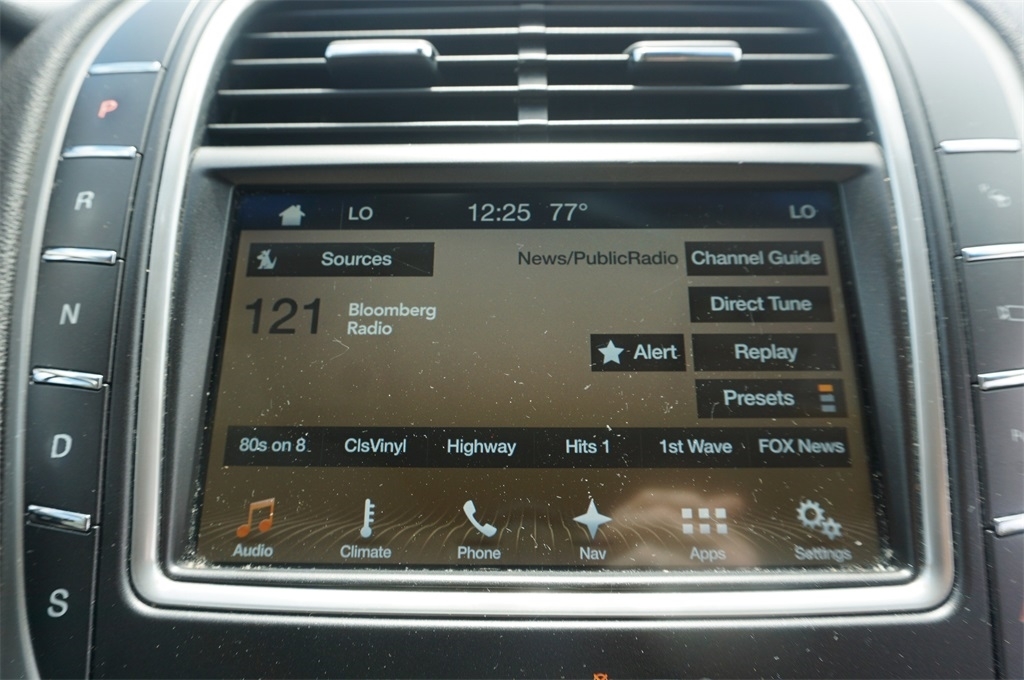 P
R
N
D
S
LO 12:25 77° LO
Sources News/PublicRadio Channel Guide
121 Bloomberg Radio
Direct Tune
Alert Replay
Presets
80s on 8 ClsVinyl Highway Hits 1 1st Wave FOX News
Audio Climate Phone Nav Apps Settings